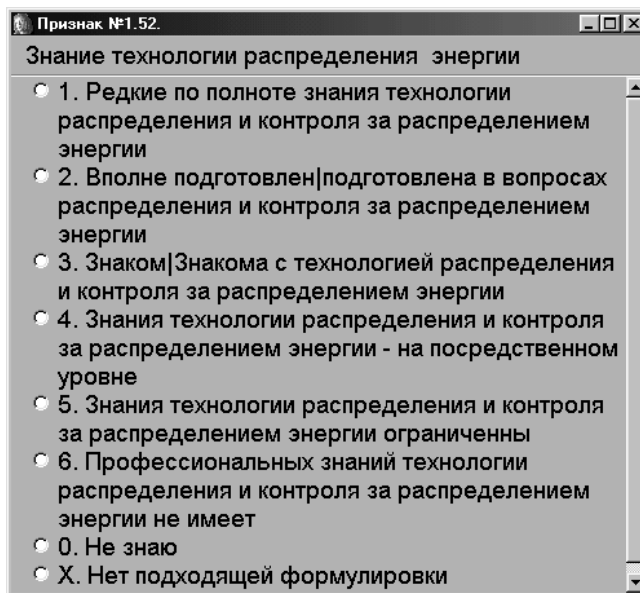 Признак №1.52.
Знание технологии распределения энергии
1. Редкие по полноте знания технологии
распределения и контроля за распределением
энергии
2. Вполне подготовлен|подготовлена в вопросах
распределения и контроля за распределением
энергии
3. Знаком|Знакома с технологией распределения
и контроля за распределением энергии
4. Знания технологии распределения и контроля
за распределением энергии - на посредственном
уровне
5. Знания технологии распределения и контроля
за распределением энергии ограниченны
6. Профессиональных знаний технологии
распределения и контроля за распределением
энергии не имеет
0. Не знаю
X. Нет подходящей формулировки